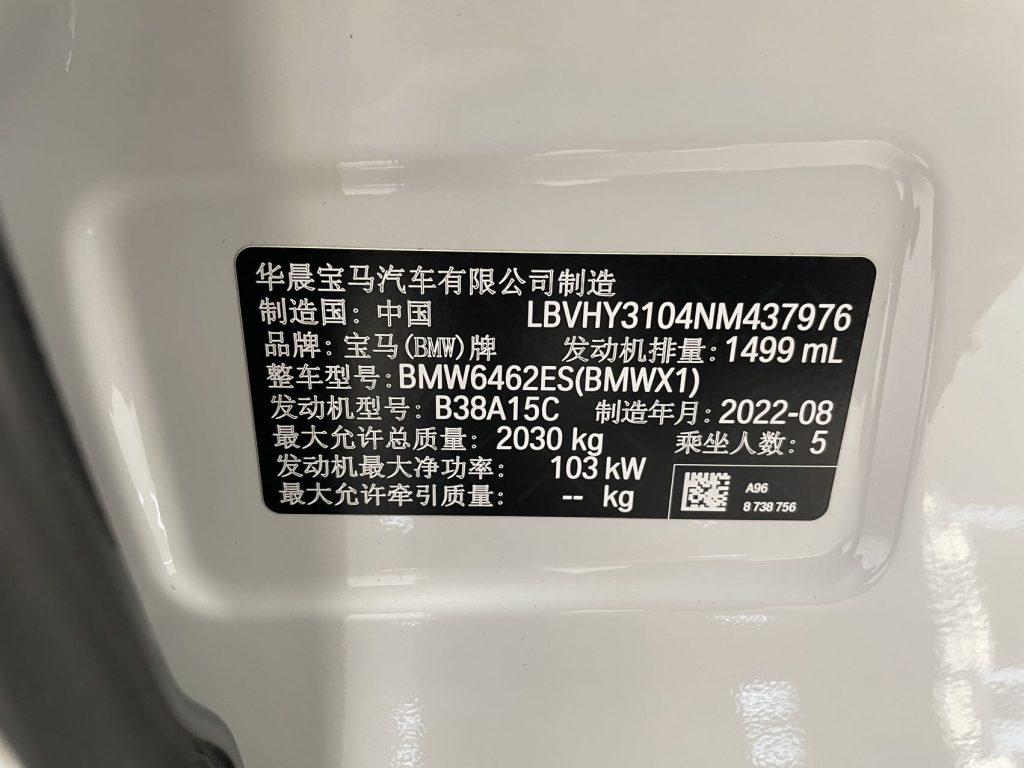 华晨宝马汽车有限公司制造
制造国：中国 LBVHY3104NM437976
品牌：宝马(BMW)牌 发动机排量：1499 mL
整车型号：BMW6462ES(BMWX1)
发动机型号：B38A15C 制造年月：2022-08
最大允许总质量：2030 kg 乘坐人数：5
发动机最大净功率：103 kW
最大允许牵引质量：-- kg
A96
8 738 756